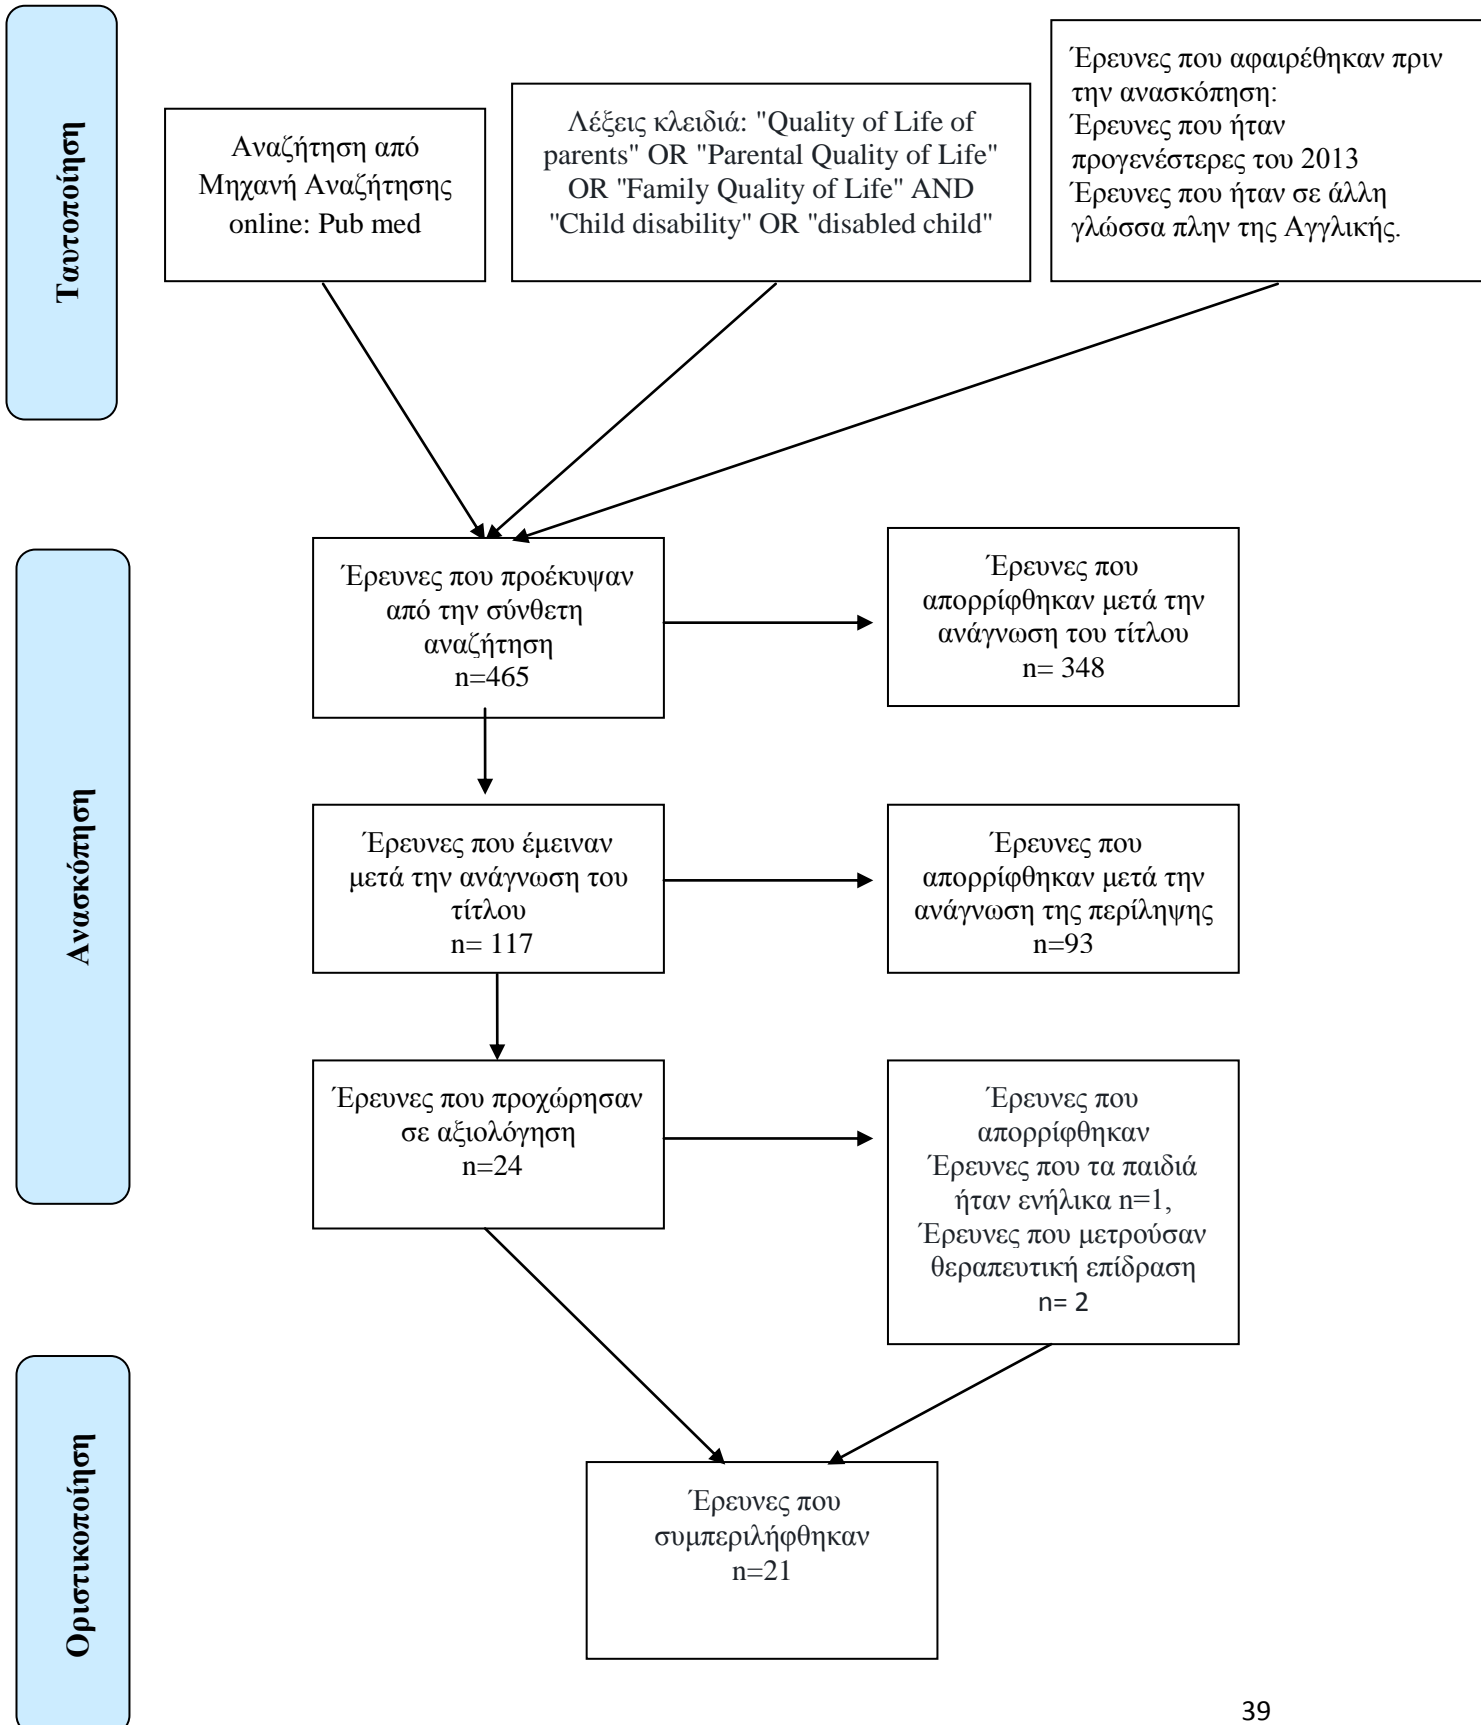 Ταυτοποίηση
Αναζήτηση από
Μηχανή Αναζήτησης
online: Pub med
Λέξεις κλειδιά: "Quality of Life of
parents" OR "Parental Quality of Life"
OR "Family Quality of Life" AND
"Child disability" OR "disabled child"
Έρευνες που αφαιρέθηκαν πριν
την ανασκόπηση:
Έρευνες που ήταν
προγενέστερες του 2013
Έρευνες που ήταν σε άλλη
γλώσσα πλην της Αγγλικής.
Ανασκόπηση
Έρευνες που προέκυψαν
από την σύνθετη
αναζήτηση
n=465
Έρευνες που
απορρίφθηκαν μετά την
ανάγνωση του τίτλου
n= 348
Έρευνες που έμειναν
μετά την ανάγνωση του
τίτλου
n= 117
Έρευνες που
απορρίφθηκαν μετά την
ανάγνωση της περίληψης
n=93
Έρευνες που προχώρησαν
σε αξιολόγηση
n=24
Έρευνες που
απορρίφθηκαν
Έρευνες που τα παιδιά
ήταν ενήλικα n=1,
Έρευνες που μετρούσαν
θεραπευτική επίδραση
n= 2
Οριστικοποίηση
Έρευνες που
συμπεριλήφθηκαν
n=21
39